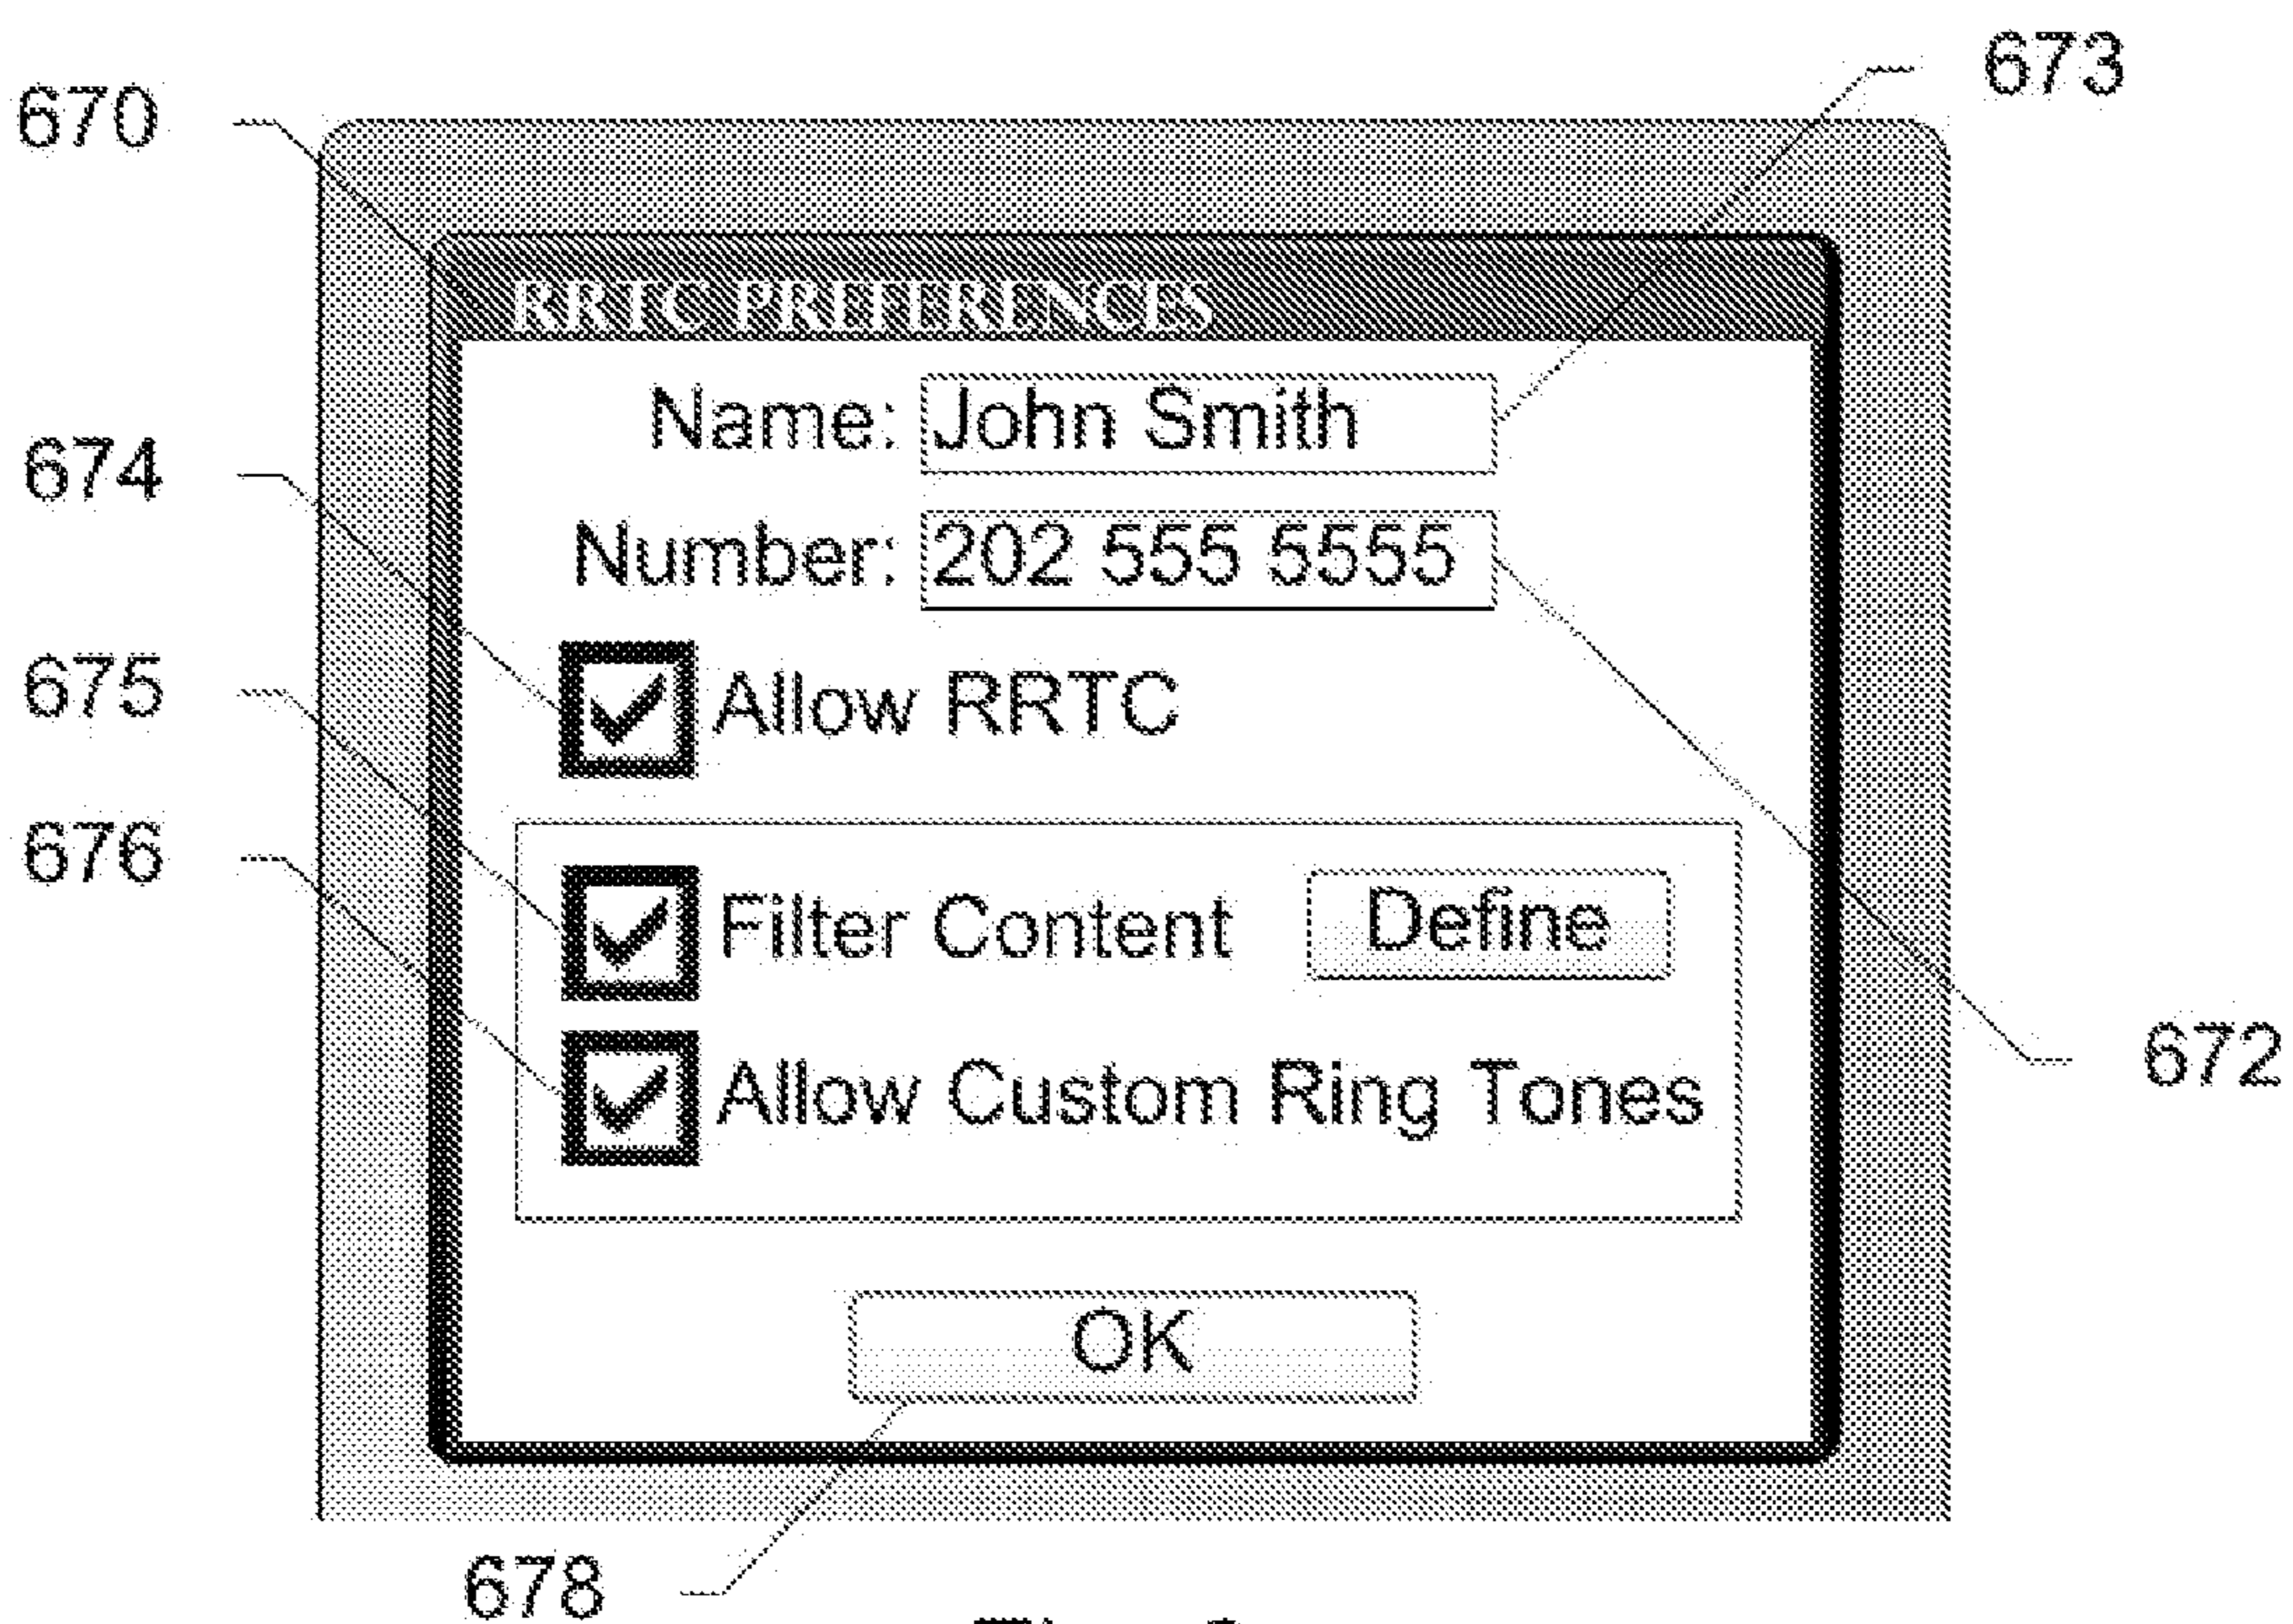 673
670
RRTC PREFERENCES
Name: John Smith
674
Number: 202 555 5555
675
Allow RRTC
676
Filter Content Define
672
Allow Custom Ring Tones
OK
678